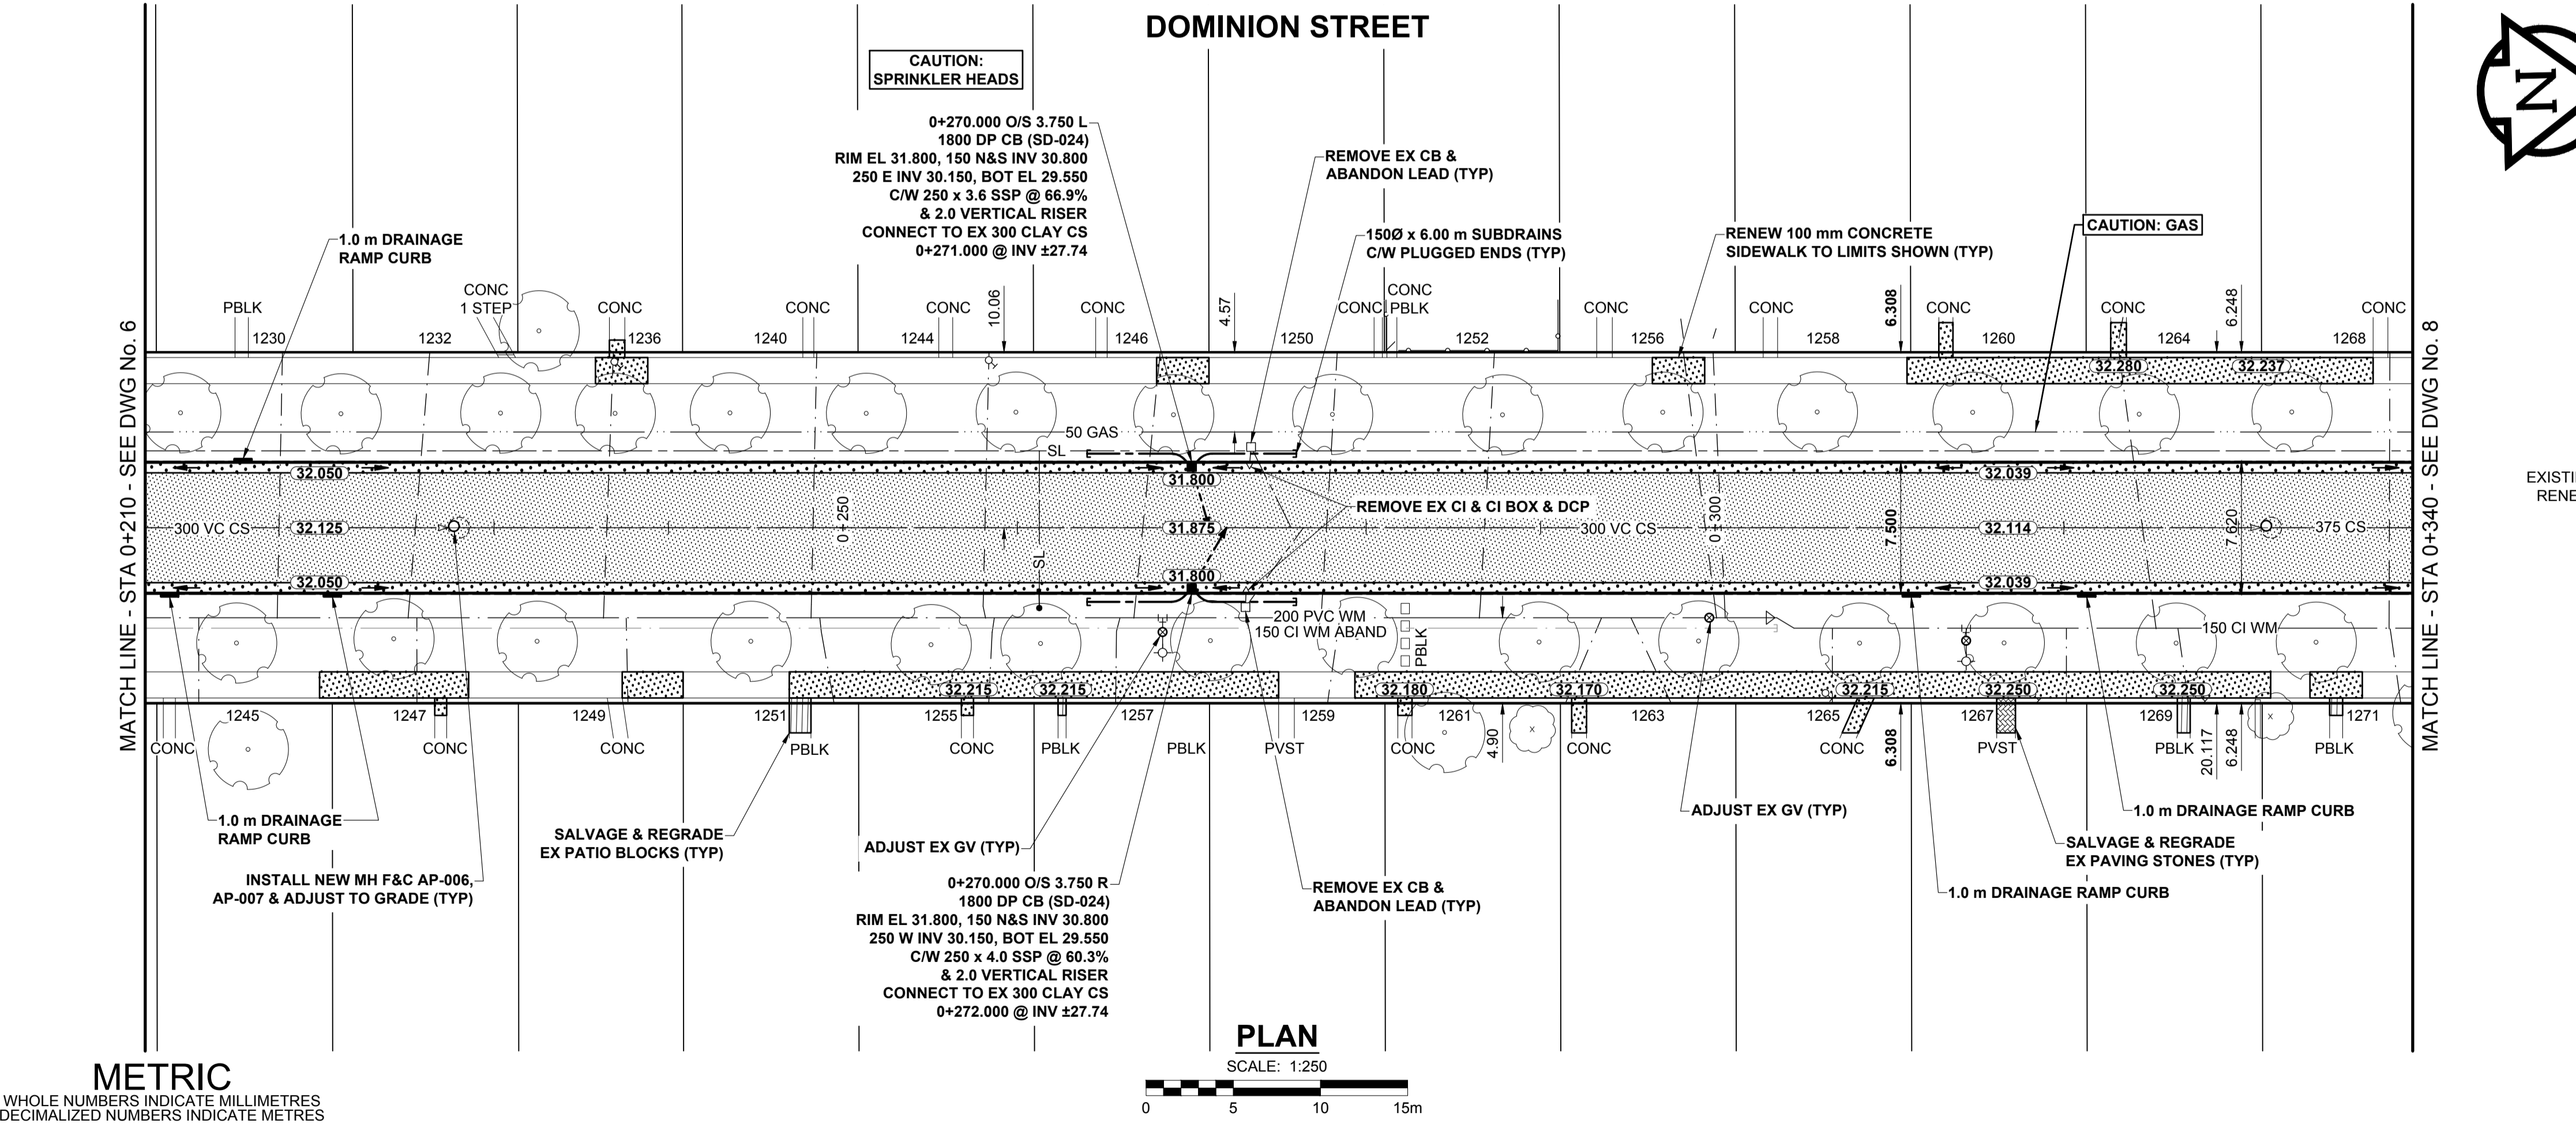 DOMINION STREET
CAUTION:
SPRINKLER HEADS
N
0+270.000 O/S 3.750 L
1800 DP CB (SD-024)
RIM EL 31.800, 150 N&S INV 30.800
250 E INV 30.150, BOT EL 29.550
C/W 250 x 3.6 SSP @ 66.9%
& 2.0 VERTICAL RISER
CONNECT TO EX 300 CLAY CS
0+271.000 @ INV ±27.74
REMOVE EX CB &
ABANDON LEAD (TYP)
1.0 m DRAINAGE
RAMP CURB
150Ø x 6.00 m SUBDRAINS
C/W PLUGGED ENDS (TYP)
RENEW 100 mm CONCRETE
SIDEWALK TO LIMITS SHOWN (TYP)
CAUTION: GAS
PBLK
CONC
1 STEP
CONC
CONC
CONC
10.06
CONC
4.57
CONC
CONC
PBLK
CONC
CONC
6.308
CONC
CONC
6.248
CONC
1230
1232
1236
1240
1244
1246
1250
1252
1256
1258
1260
1264
1268
32.280
32.237
50 GAS
SL
MATCH LINE - STA 0+210 - SEE DWG No. 6
MATCH LINE - STA 0+340 - SEE DWG No. 8
32.050
31.800
32.039
REMOVE EX CI & CI BOX & DCP
300 VC CS
32.125
0+250
31.875
300 VC CS
0+300
7.500
32.114
7.620
375 CS
EXISTI
RENE
SL
32.050
31.800
32.039
200 PVC WM
150 CI WM ABAND
PBLK
150 CI WM
32.215
32.215
32.180
32.170
32.215
32.250
32.250
1245
1247
1249
1251
1255
1257
1259
1261
1263
1265
1267
1269
1271
CONC
CONC
CONC
PBLK
CONC
PBLK
PBLK
PVST
CONC
4.90
CONC
CONC
6.308
PVST
PBLK
20.117
6.248
PBLK
1.0 m DRAINAGE
RAMP CURB
SALVAGE & REGRADE
EX PATIO BLOCKS (TYP)
ADJUST EX GV (TYP)
ADJUST EX GV (TYP)
1.0 m DRAINAGE RAMP CURB
SALVAGE & REGRADE
EX PAVING STONES (TYP)
INSTALL NEW MH F&C AP-006,
AP-007 & ADJUST TO GRADE (TYP)
0+270.000 O/S 3.750 R
1800 DP CB (SD-024)
RIM EL 31.800, 150 N&S INV 30.800
250 W INV 30.150, BOT EL 29.550
C/W 250 x 4.0 SSP @ 60.3%
& 2.0 VERTICAL RISER
CONNECT TO EX 300 CLAY CS
0+272.000 @ INV ±27.74
REMOVE EX CB &
ABANDON LEAD (TYP)
1.0 m DRAINAGE RAMP CURB
PLAN
SCALE: 1:250
0 5 10 15m
METRIC
WHOLE NUMBERS INDICATE MILLIMETRES
DECIMALIZED NUMBERS INDICATE METRES